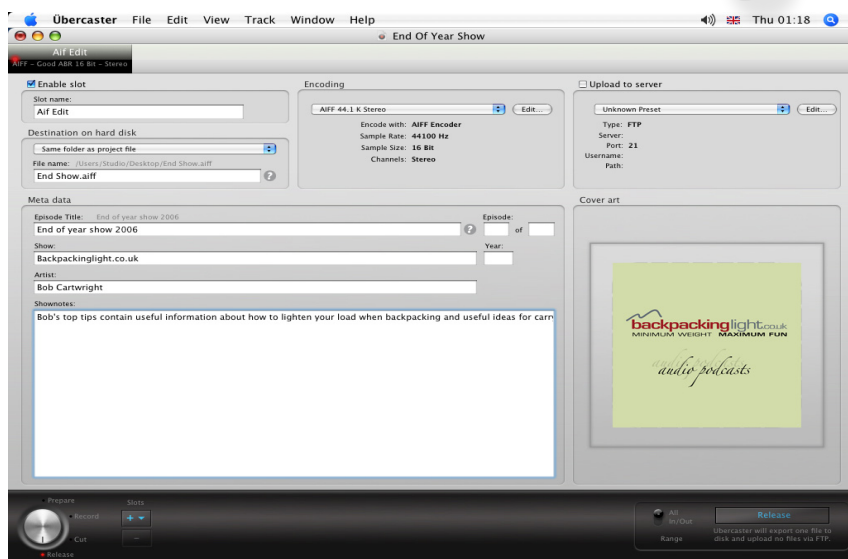 Übercaster File Edit View Track Window Help Thu 01:18
End Of Year Show
Aif Edit
AIFF – Good ABR 16 Bit – Stereo
Enable slot
Slot name:
Aif Edit
Destination on hard disk
Same folder as project file
File name: /Users/Studio/Desktop/End Show.aiff
End Show.aiff
Encoding
AIFF 44.1 K Stereo Edit...
Encode with: AIFF Encoder
Sample Rate: 44100 Hz
Sample Size: 16 Bit
Channels: Stereo
Upload to server
Unknown Preset Edit...
Type: FTP
Server:
Port: 21
Username:
Path:
Meta data
Episode Title: End of year show 2006
End of year show 2006
Episode:
of
Show:
Backpackinglight.co.uk
Year:
Artist:
Bob Cartwright
Shownotes:
Bob's top tips contain useful information about how to lighten your load when backpacking and useful ideas for carr
Cover art
backpackinglight.co.uk
MINIMUM WEIGHT MAXIMUM FUN
audio podcasts
Prepare
Record
Cut
Release
Slots
All
In/Out
Range
Release
Ubercaster will export one file to
disk and upload no files via FTP.